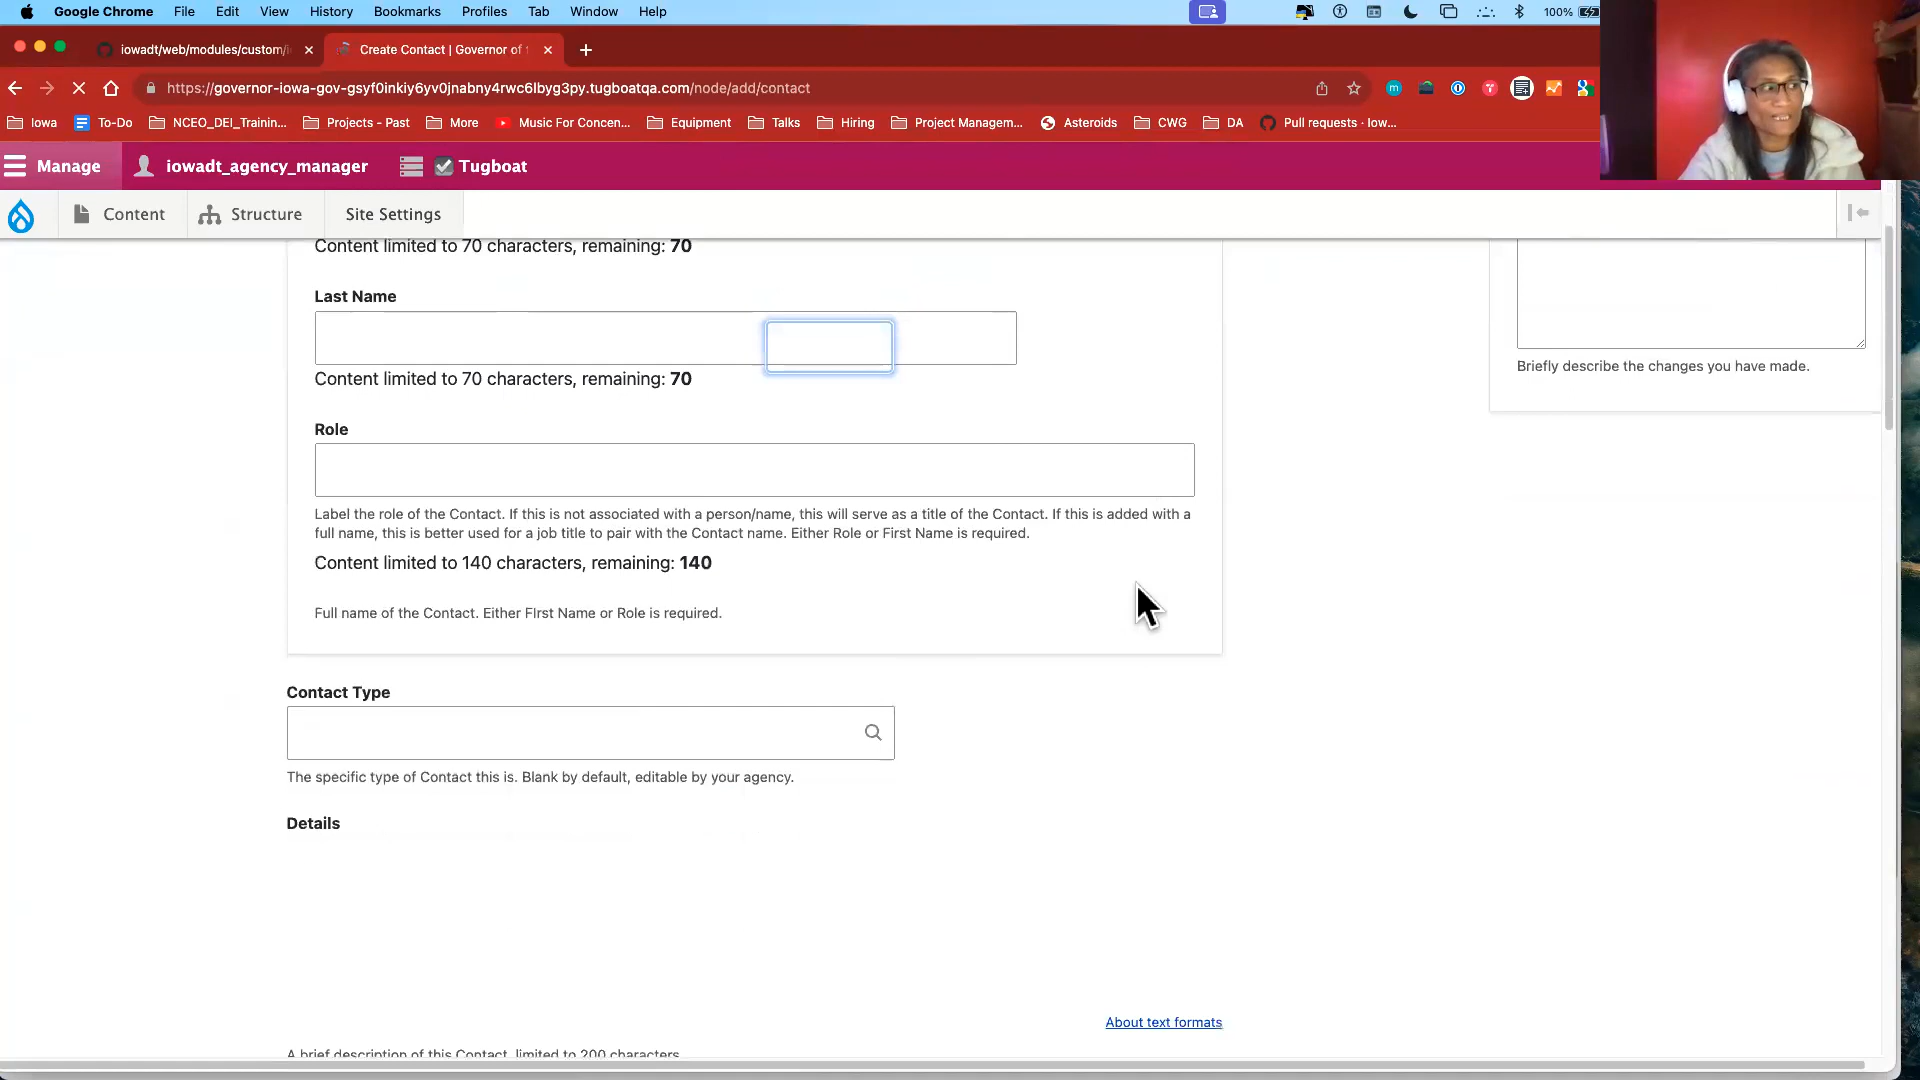 Google Chrome File Edit View History Bookmarks Profiles Tab Window Help 100%
iowadt/web/modules/custom/i Create Contact | Governor of
https://governor-iowa-gov-gsyf0inkiy6yv0jnabny4rwc6lbyg3py.tugboatqa.com/node/add/contact
Iowa To-Do NCEO_DEI_Trainin... Projects - Past More Music For Concen... Equipment Talks Hiring Project Managem... Asteroids CWG DA Pull requests · Iow...
Manage iowadt_agency_manager Tugboat
Content Structure Site Settings
Content limited to 70 characters, remaining: 70
Last Name
Content limited to 70 characters, remaining: 70
Briefly describe the changes you have made.
Role
Label the role of the Contact. If this is not associated with a person/name, this will serve as a title of the Contact. If this is added with a
full name, this is better used for a job title to pair with the Contact name. Either Role or First Name is required.
Content limited to 140 characters, remaining: 140
Full name of the Contact. Either FIrst Name or Role is required.
Contact Type
The specific type of Contact this is. Blank by default, editable by your agency.
Details
About text formats
A brief description of this Contact, limited to 200 characters